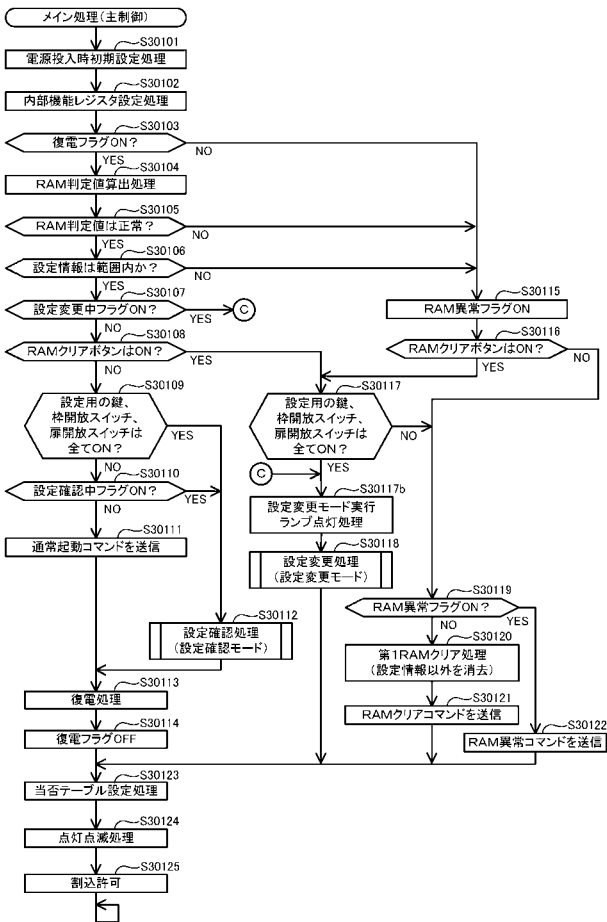 メイン処理(主制御)
S30101
電源投入時初期設定処理
S30102
内部機能レジスタ設定処理
S30103
復電フラグON?
YES
NO
S30104
RAM判定値算出処理
S30105
RAM判定値は正常?
YES
NO
S30106
設定情報は範囲内か?
YES
NO
S30107
設定変更中フラグON?
YES
C
NO
S30108
RAMクリアボタンはON?
YES
NO
S30109
設定用の鍵、
枠開放スイッチ、
扉開放スイッチは
全てON?
YES
NO
S30110
設定確認中フラグON?
YES
NO
S30111
通常起動コマンドを送信
S30112
設定確認処理
(設定確認モード)
S30113
復電処理
S30114
復電フラグOFF
S30115
RAM異常フラグON
S30116
RAMクリアボタンはON?
YES
NO
S30117
設定用の鍵、
枠開放スイッチ、
扉開放スイッチは
全てON?
NO
YES
C
S30117b
設定変更モード実行
ランプ点灯処理
S30118
設定変更処理
(設定変更モード)
S30119
RAM異常フラグON?
YES
NO
S30120
第1RAMクリア処理
(設定情報以外を消去)
S30121
RAMクリアコマンドを送信
S30122
RAM異常コマンドを送信
S30123
当否テーブル設定処理
S30124
点灯点滅処理
S30125
割込許可